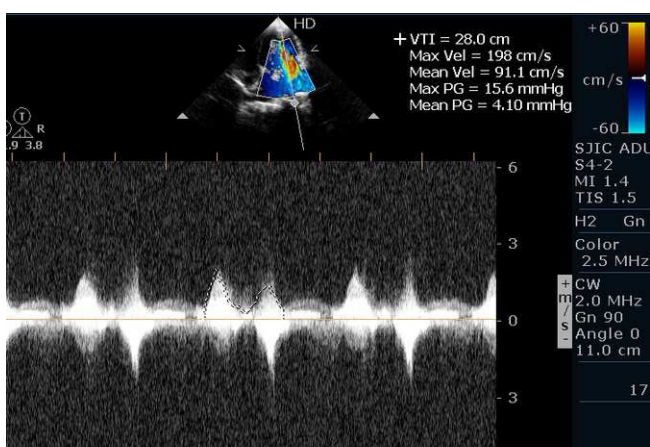 HD
+ VTI = 28.0 cm
Max Vel = 198 cm/s
Mean Vel = 91.1 cm/s
Max PG = 15.6 mmHg
Mean PG = 4.10 mmHg
+60
cm/s
-60
T
R
.9 3.8
SJIC ADU
S4-2
MI 1.4
TIS 1.5
H2 Gn
Color
2.5 MHz
CW
2.0 MHz
Gn 90
Angle 0
11.0 cm
17
6
3
0
3
+
m
/
s
-